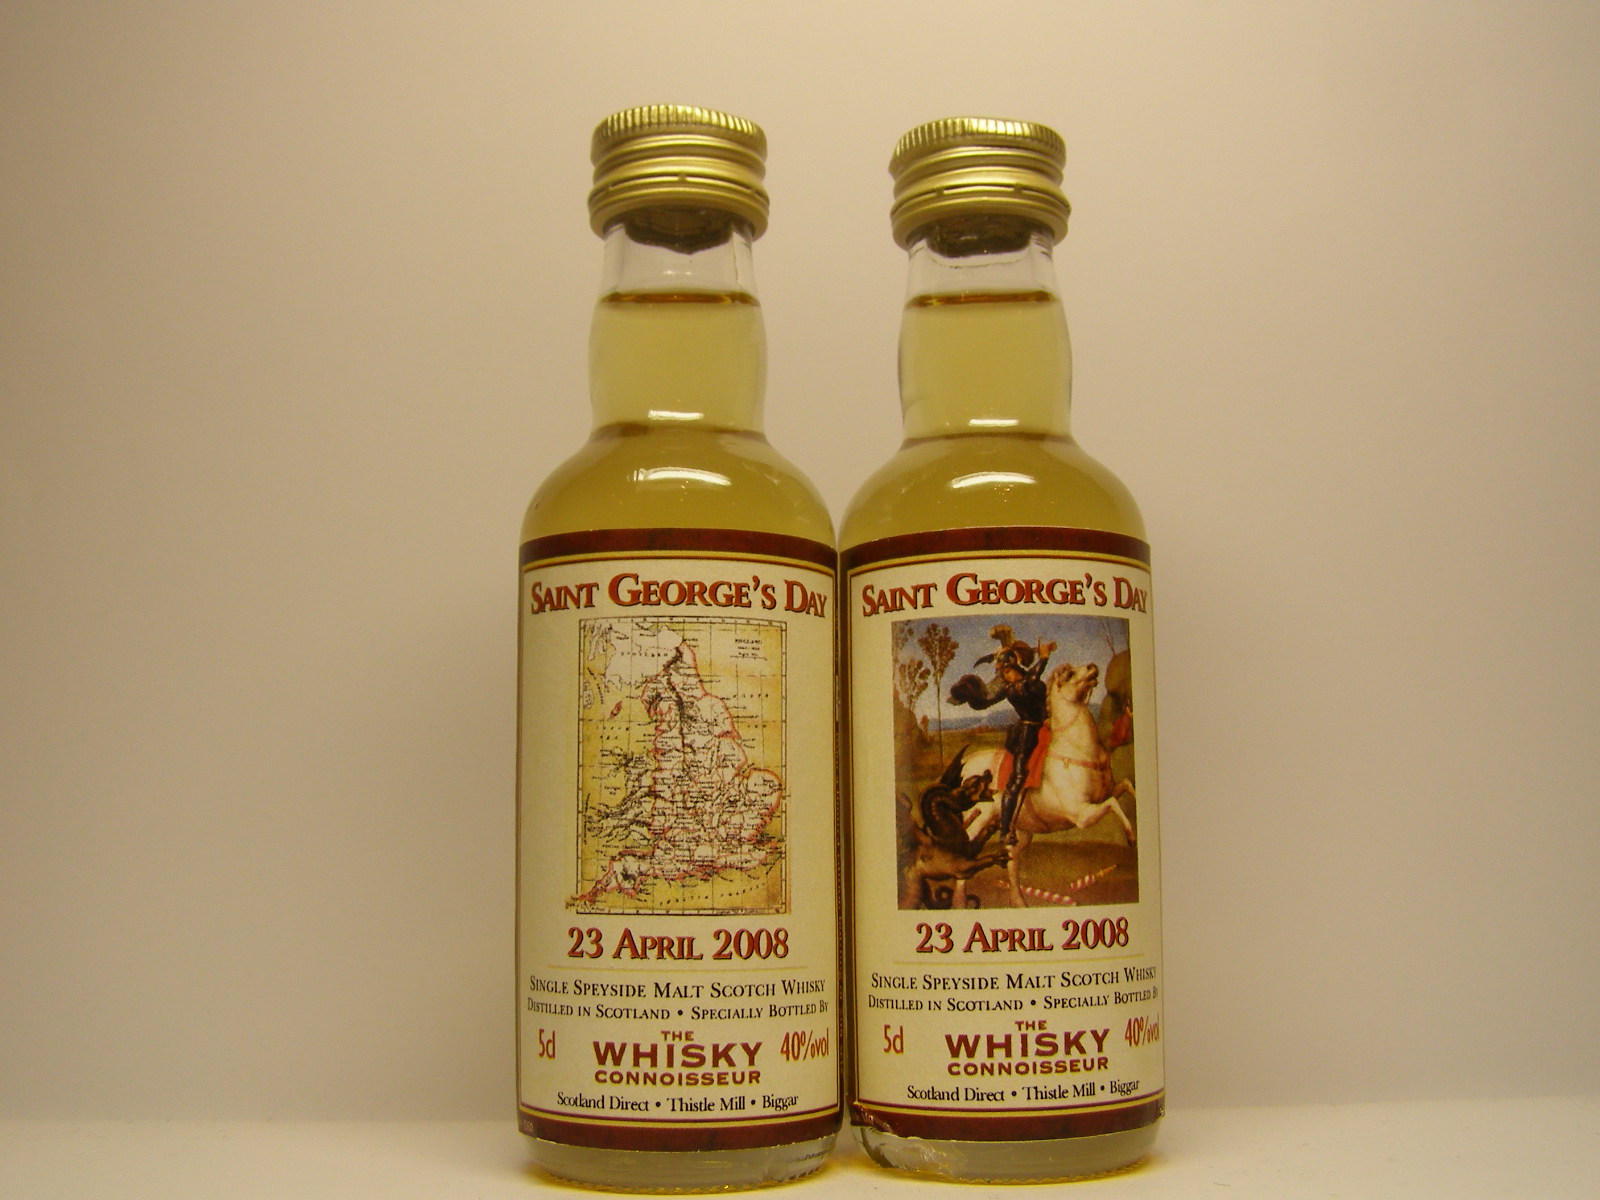 SAINT GEORGE'S DAY
ENGLAND
23 APRIL 2008
SINGLE SPEYSIDE MALT SCOTCH WHISKY
DISTILLED IN SCOTLAND • SPECIALLY BOTTLED BY
5cl
THE
WHISKY
CONNOISSEUR
40%vol
Scotland Direct • Thistle Mill • Biggar
SAINT GEORGE'S DAY
23 APRIL 2008
SINGLE SPEYSIDE MALT SCOTCH WHISKY
DISTILLED IN SCOTLAND • SPECIALLY BOTTLED BY
5cl
THE
WHISKY
CONNOISSEUR
40%vol
Scotland Direct • Thistle Mill • Biggar